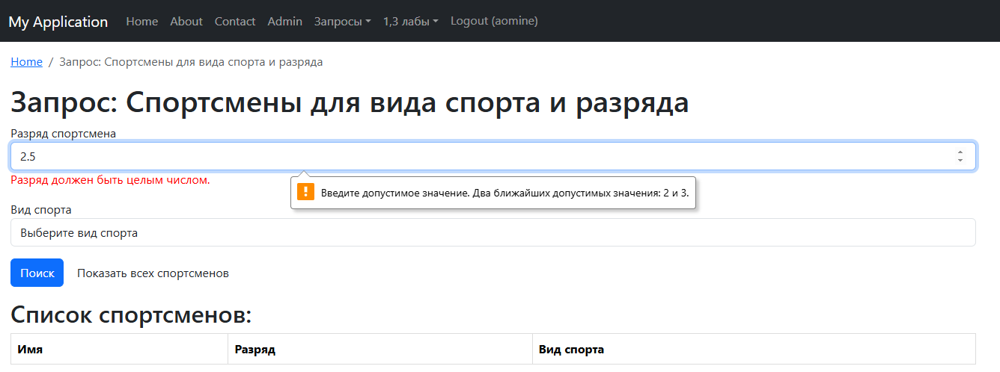 My Application Home About Contact Admin Запросы 1,3 лабы Logout (aomine)
Home / Запрос: Спортсмены для вида спорта и разряда
Запрос: Спортсмены для вида спорта и разряда
Разряд спортсмена
2.5
Разряд должен быть целым числом.
Введите допустимое значение. Два ближайших допустимых значения: 2 и 3.
Вид спорта
Выберите вид спорта
Поиск Показать всех спортсменов
Список спортсменов:
Имя Разряд Вид спорта